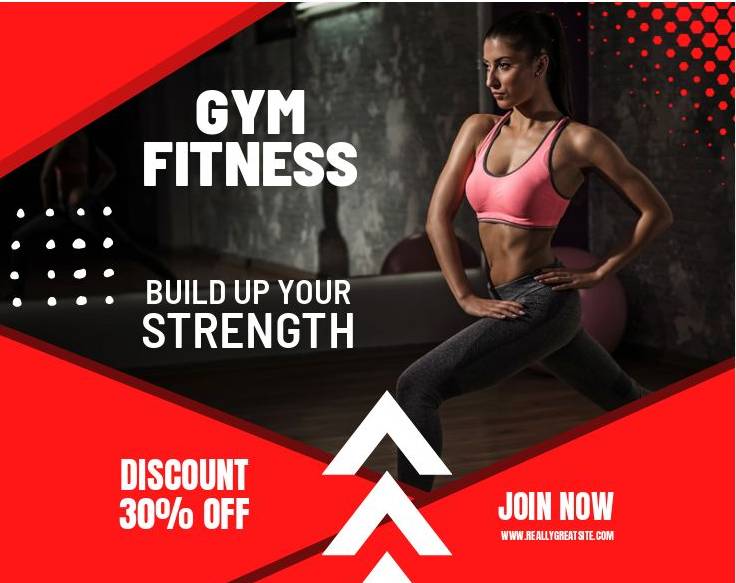 GYM
FITNESS
BUILD UP YOUR
STRENGTH
DISCOUNT
30% OFF
JOIN NOW
WWW.REALLYGREATSITE.COM